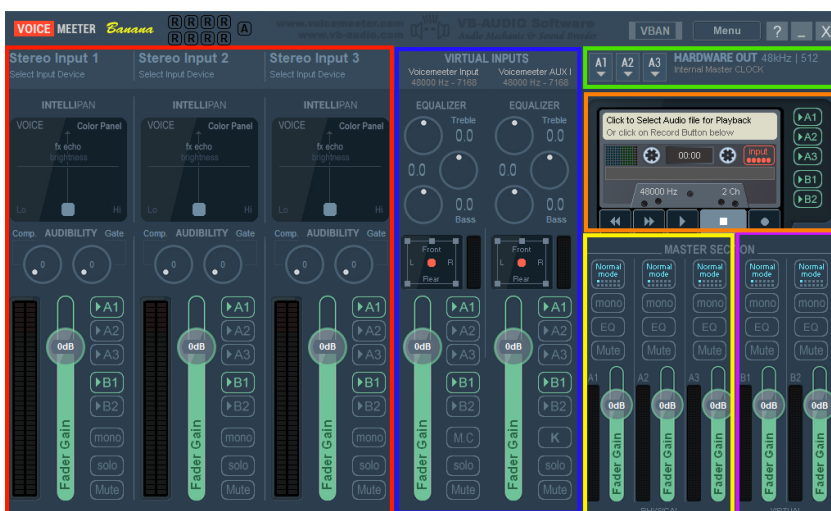 VOICE MEETER Banana
R R R R A
R R R R
www.voicemeeter.com
www.vb-audio.com
VB-AUDIO Software
Audio Mechanic & Sound Breeder
VBAN
Menu
? _ X
Stereo Input 1
Select Input Device
Stereo Input 2
Select Input Device
Stereo Input 3
Select Input Device
INTELLIPAN
VOICE Color Panel
fx echo
brightness
Lo Hi
INTELLIPAN
VOICE Color Panel
fx echo
brightness
Lo Hi
INTELLIPAN
VOICE Color Panel
fx echo
brightness
Lo Hi
Comp. AUDIBILITY Gate
0 0
Comp. AUDIBILITY Gate
0 0
Comp. AUDIBILITY Gate
0 0
0dB
Fader Gain
A1
A2
A3
B1
B2
mono
solo
Mute
0dB
Fader Gain
A1
A2
A3
B1
B2
mono
solo
Mute
0dB
Fader Gain
A1
A2
A3
B1
B2
mono
solo
Mute
VIRTUAL INPUTS
Voicemeeter Input
48000 Hz - 7168
Voicemeeter AUX I
48000 Hz - 7168
EQUALIZER
Treble
0.0
0.0
0.0
Bass
EQUALIZER
Treble
0.0
0.0
0.0
Bass
Front
L R
Rear
Front
L R
Rear
0dB
Fader Gain
A1
A2
A3
B1
B2
M.C
solo
Mute
0dB
Fader Gain
A1
A2
A3
B1
B2
K
solo
Mute
A1 A2 A3
HARDWARE OUT 48kHz | 512
Internal Master CLOCK
Click to Select Audio file for Playback
Or click on Record Button below
00:00
input
48000 Hz 2 Ch
A1
A2
A3
B1
B2
MASTER SECTION
Normal mode
Normal mode
Normal mode
Normal mode
Normal mode
mono mono mono mono mono
EQ EQ EQ EQ EQ
Mute Mute Mute Mute Mute
A1 A2 A3 B1 B2
0dB 0dB 0dB 0dB 0dB
Fader Gain
Fader Gain
Fader Gain
Fader Gain
Fader Gain
PHYSICAL VIRTUAL